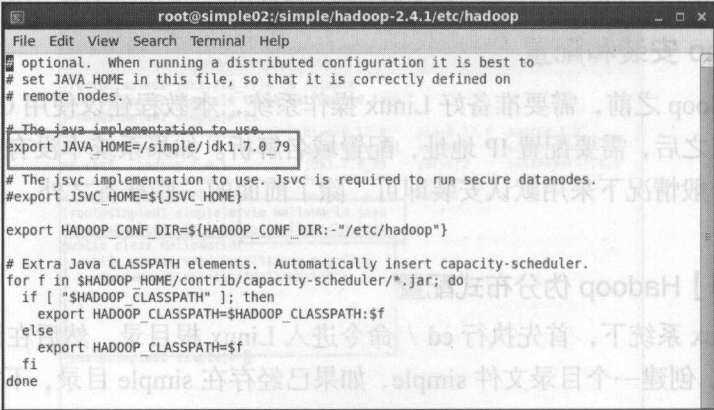 root@simple02:/simple/hadoop-2.4.1/etc/hadoop
File Edit View Search Terminal Help
# optional. When running a distributed configuration it is best to
# set JAVA_HOME in this file, so that it is correctly defined on
# remote nodes.
# The java implementation to use.
export JAVA_HOME=/simple/jdk1.7.0_79
# The jsvc implementation to use. Jsvc is required to run secure datanodes.
#export JSVC_HOME=${JSVC_HOME}
export HADOOP_CONF_DIR=${HADOOP_CONF_DIR:-"/etc/hadoop"}
# Extra Java CLASSPATH elements. Automatically insert capacity-scheduler.
for f in $HADOOP_HOME/contrib/capacity-scheduler/*.jar; do
if [ "$HADOOP_CLASSPATH" ]; then
export HADOOP_CLASSPATH=$HADOOP_CLASSPATH:$f
else
export HADOOP_CLASSPATH=$f
fi
done